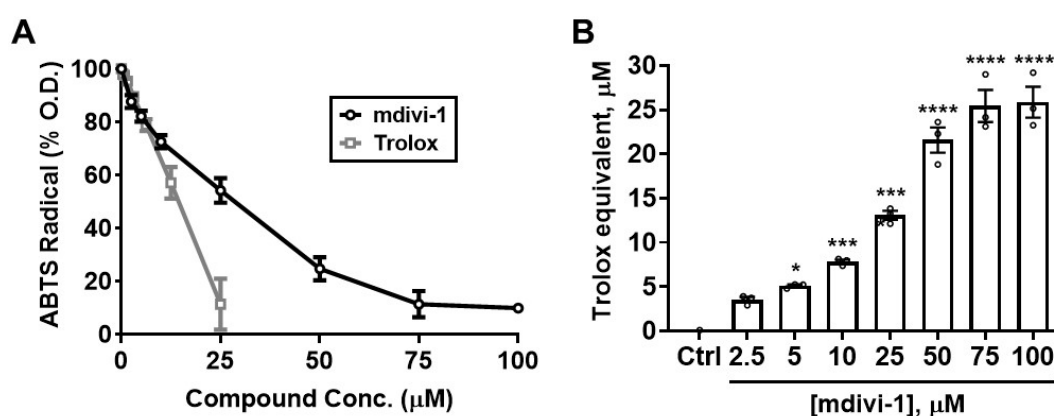 A
ABTS Radical (% O.D.)
100
80
60
40
20
0
0 25 50 75 100
Compound Conc. (μM)
mdivi-1
Trolox
B
Trolox equivalent, μM
30
25
20
15
10
5
0
* *** *** * **** **** ****
Ctrl 2.5 5 10 25 50 75 100
[mdivi-1], μM